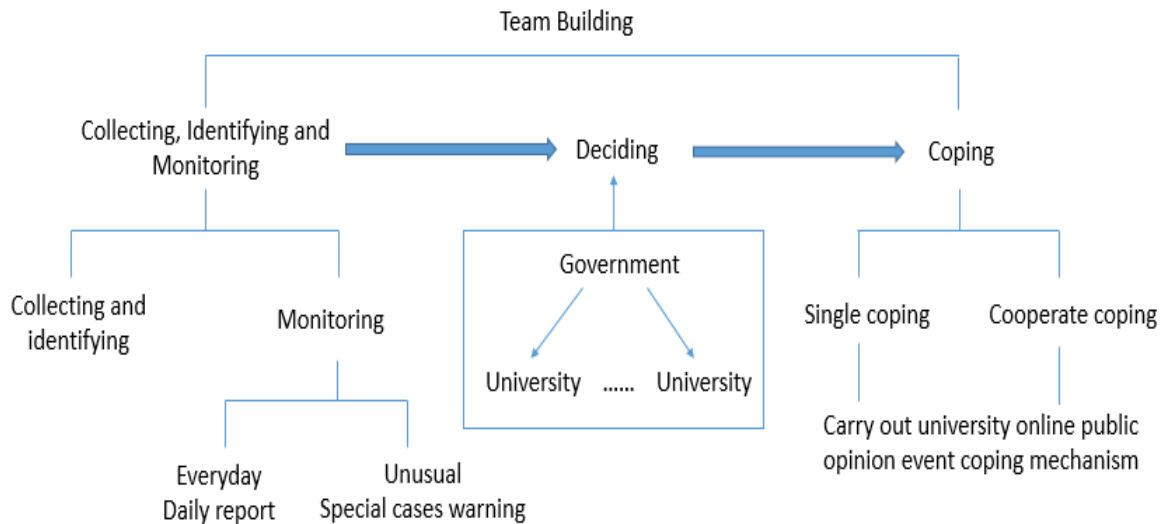 Team Building
Collecting, Identifying and
Monitoring
Deciding
Coping
Government
University ...... University
Collecting and
identifying
Monitoring
Everyday
Daily report
Unusual
Special cases warning
Single coping
Cooperate coping
Carry out university online public
opinion event coping mechanism